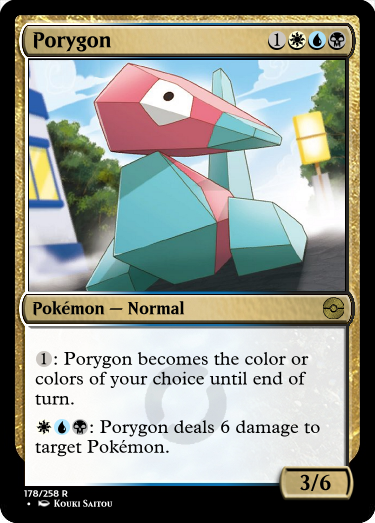 Porygon 1
Pokémon — Normal
1: Porygon becomes the color or
colors of your choice until end of
turn.
: Porygon deals 6 damage to
target Pokémon.
3/6
178/258 R
• Kouki Saitou